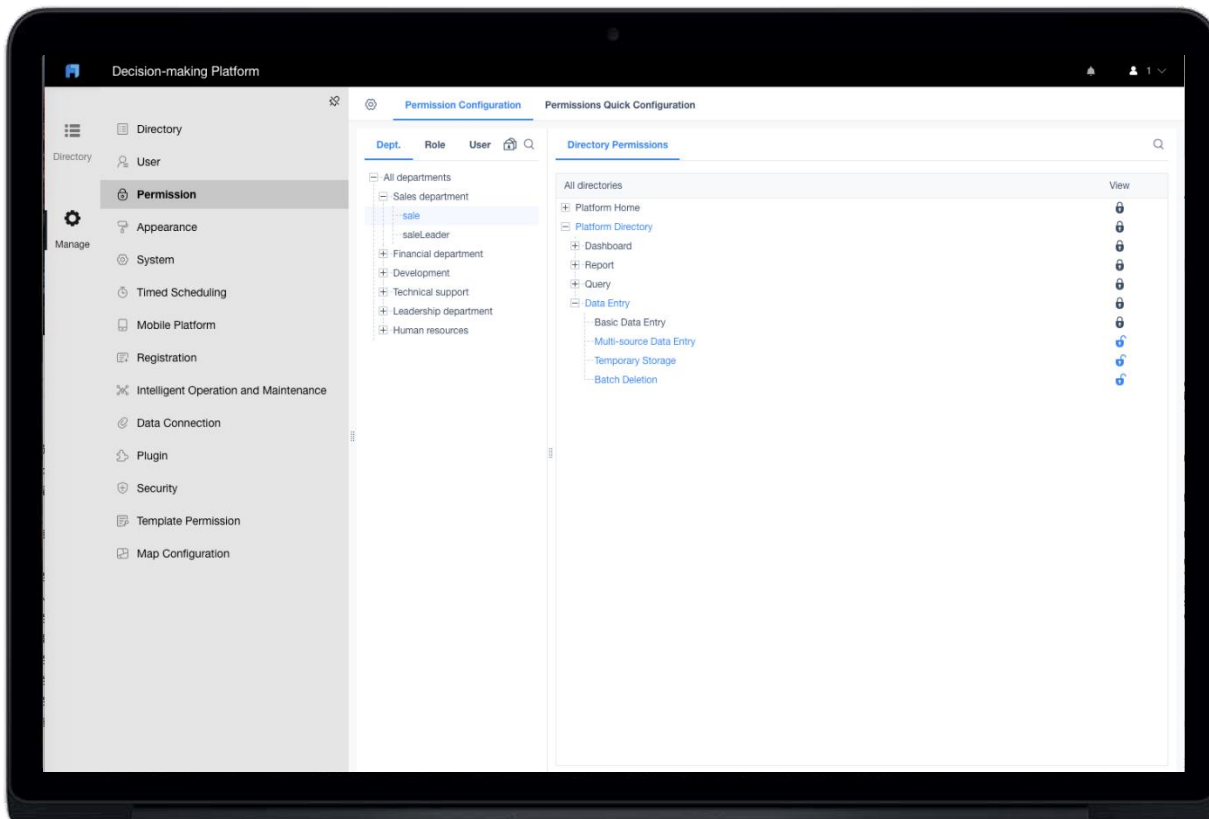 Decision-making Platform
1
Permission Configuration
Permissions Quick Configuration
Directory
Manage
Directory
User
Permission
Appearance
System
Timed Scheduling
Mobile Platform
Registration
Intelligent Operation and Maintenance
Data Connection
Plugin
Security
Template Permission
Map Configuration
Dept. Role User
All departments
Sales department
sale
saleLeader
Financial department
Development
Technical support
Leadership department
Human resources
Directory Permissions
All directories View
Platform Home
Platform Directory
Dashboard
Report
Query
Data Entry
Basic Data Entry
Multi-source Data Entry
Temporary Storage
Batch Deletion